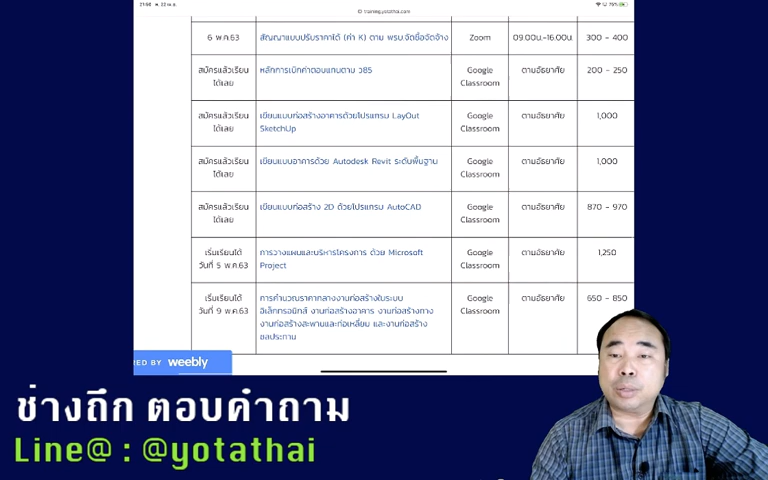 21:50 พ. 22 เม.ย.
training.yotathai.com
75%
6 พ.ค.63 สัญญาแบบปรับราคาได้ (ค่า K) ตาม พรบ.จัดซื้อจัดจ้าง Zoom 09.00น.-16.00น. 300 - 400
สมัครแล้วเรียน หลักการเบิกค่าตอบแทนตาม ว85 Google ตามอัธยาศัย 200 - 250
ได้เลย Classroom
สมัครแล้วเรียน เขียนแบบก่อสร้างอาคารด้วยโปรแกรม LayOut Google ตามอัธยาศัย 1,000
ได้เลย SketchUp Classroom
สมัครแล้วเรียน เขียนแบบอาคารด้วย Autodesk Revit ระดับพื้นฐาน Google ตามอัธยาศัย 1,000
ได้เลย Classroom
สมัครแล้วเรียน เขียนแบบก่อสร้าง 2D ด้วยโปรแกรม AutoCAD Google ตามอัธยาศัย 870 - 970
ได้เลย Classroom
เริ่มเรียนได้ การวางแผนและบริหารโครงการ ด้วย Microsoft Google ตามอัธยาศัย 1,250
วันที่ 5 พ.ค.63 Project Classroom
เริ่มเรียนได้ การคำนวณราคากลางงานก่อสร้างในระบบ Google ตามอัธยาศัย 650 - 850
วันที่ 9 พ.ค.63 อิเล็กทรอนิกส์ งานก่อสร้างอาคาร งานก่อสร้างทาง Classroom
งานก่อสร้างสะพานและท่อเหลี่ยม และงานก่อสร้าง
ชลประทาน
ED BY weebly
ช่างถึก ตอบคำถาม
Line@ : @yotathai